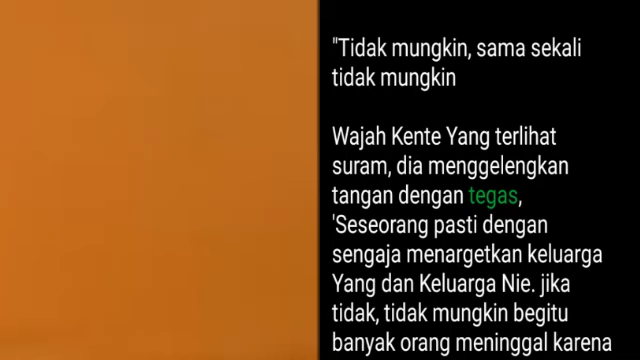 "Tidak mungkin, sama sekali
tidak mungkin
Wajah Kente Yang terlihat
suram, dia menggelengkan
tangan dengan tegas,
'Seseorang pasti dengan
sengaja menargetkan keluarga
Yang dan Keluarga Nie. jika
tidak, tidak mungkin begitu
banyak orang meninggal karena